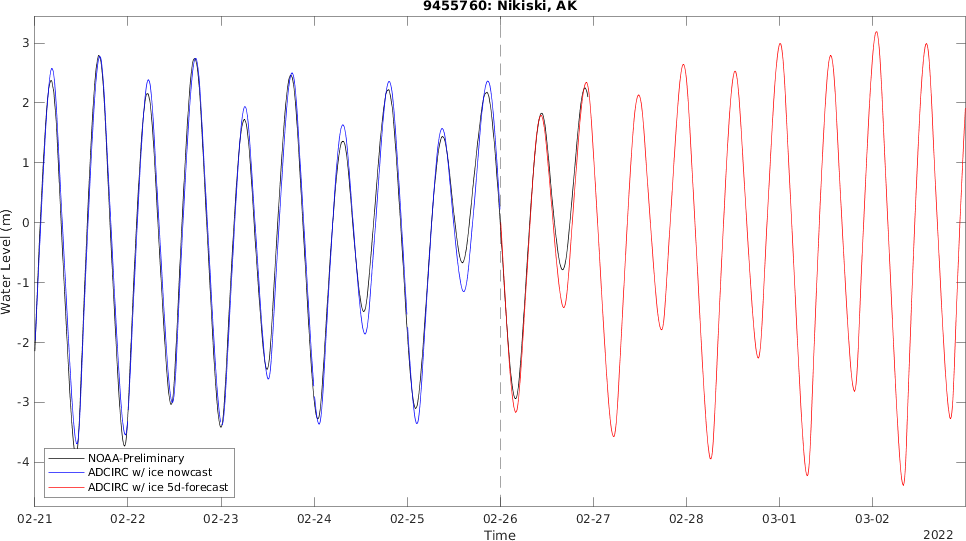 9455760: Nikiski, AK
3
2
1
0
-1
-2
-3
-4
Water Level (m)
NOAA-Preliminary
ADCIRC w/ ice nowcast
ADCIRC w/ ice 5d-forecast
02-21 02-22 02-23 02-24 02-25 02-26 02-27 02-28 03-01 03-02
Time
2022